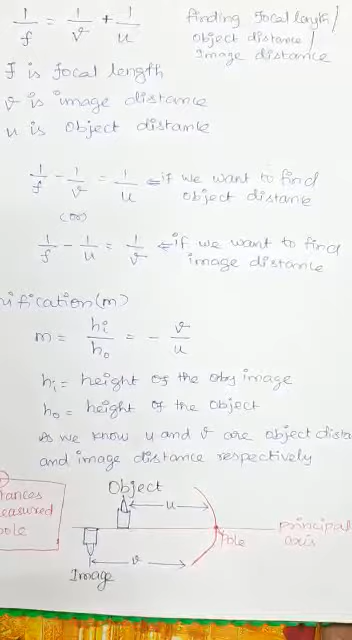 1/f = 1/v + 1/u
finding focal length/
object distance/
image distance
f is focal length
v is image distance
u is object distance
1/f - 1/v = 1/u ⇐ if we want to find
object distance
(or)
1/f - 1/u = 1/v ⇐ if we want to find
image distance
nification(m)
m = hi/ho = - v/u
hi = height of the image
ho = height of the object
As we know u and v are object dista
and image distance respectively
Object
u
tances
easured
pole
Pole
principal
axis
v
Image